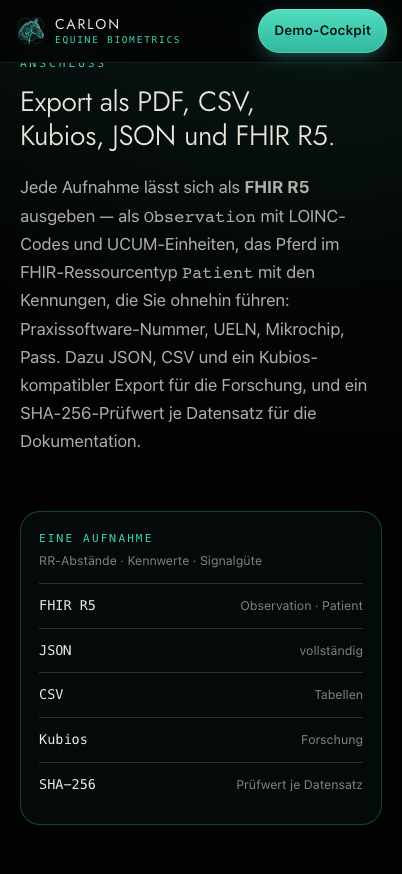 CARLON
EQUINE BIOMETRICS
Demo-Cockpit
ANSCHLUSS
Export als PDF, CSV,
Kubios, JSON und FHIR R5.
Jede Aufnahme lässt sich als FHIR R5
ausgeben — als Observation mit LOINC-
Codes und UCUM-Einheiten, das Pferd im
FHIR-Ressourcentyp Patient mit den
Kennungen, die Sie ohnehin führen:
Praxissoftware-Nummer, UELN, Mikrochip,
Pass. Dazu JSON, CSV und ein Kubios-
kompatibler Export für die Forschung, und ein
SHA-256-Prüfwert je Datensatz für die
Dokumentation.
EINE AUFNAHME
RR-Abstände · Kennwerte · Signalgüte
FHIR R5 Observation · Patient
JSON vollständig
CSV Tabellen
Kubios Forschung
SHA-256 Prüfwert je Datensatz